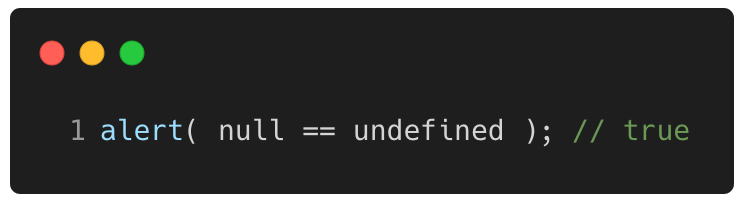 1 alert( null == undefined ); // true